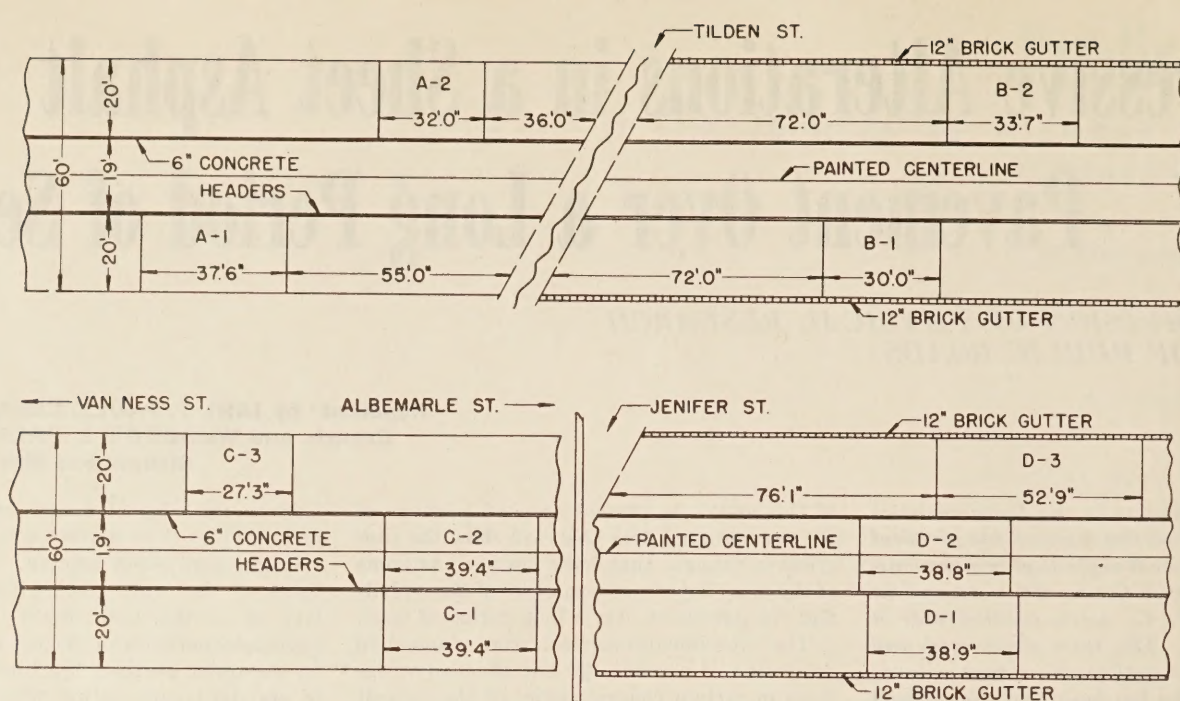 TILDEN ST.
12" BRICK GUTTER
20'
A-2
32'.0"
36'.0"
72'.0"
B-2
33'.7"
60'
19'
6" CONCRETE
HEADERS
PAINTED CENTERLINE
20'
A-1
37'.6"
55'.0"
72'.0"
B-1
30'.0"
12" BRICK GUTTER
VAN NESS ST.
ALBEMARLE ST.
JENIFER ST.
12" BRICK GUTTER
20'
C-3
27'.3"
76'.1"
D-3
52'.9"
60'
19'
6" CONCRETE
HEADERS
C-2
39'.4"
PAINTED CENTERLINE
D-2
38'.8"
20'
C-1
39'.4"
D-1
38'.9"
12" BRICK GUTTER